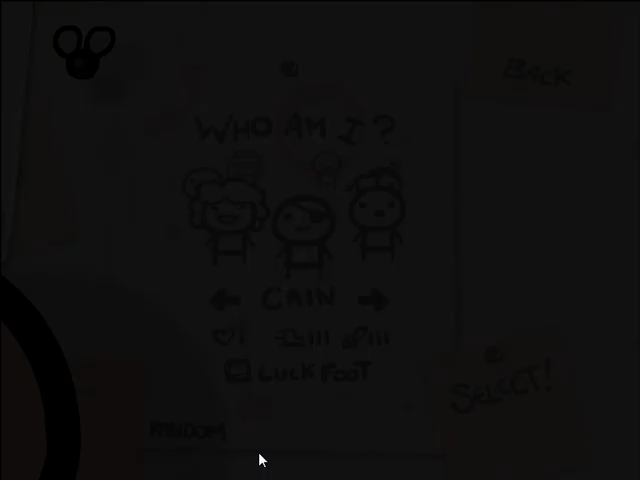 BACK
WHO AM I?
CAIN
LUCK FOOT
SELECT!
RANDOM